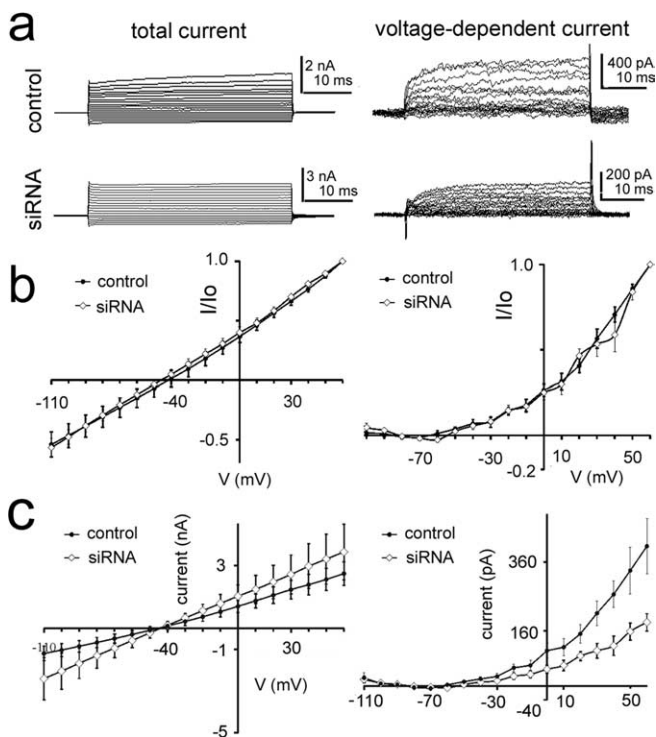 a
total current
voltage-dependent current
control
2 nA
10 ms
400 pA
10 ms
siRNA
3 nA
10 ms
200 pA
10 ms
b
control
siRNA
1.0
I/Io
-110
-40
30
-0.5
V (mV)
control
siRNA
1.0
I/Io
-70
-30
10
50
-0.2
V (mV)
c
control
siRNA
current (nA)
3
-110
-40
30
-1
V (mV)
-5
control
siRNA
current (pA)
360
160
-110
-70
-30
10
50
-40
V (mV)